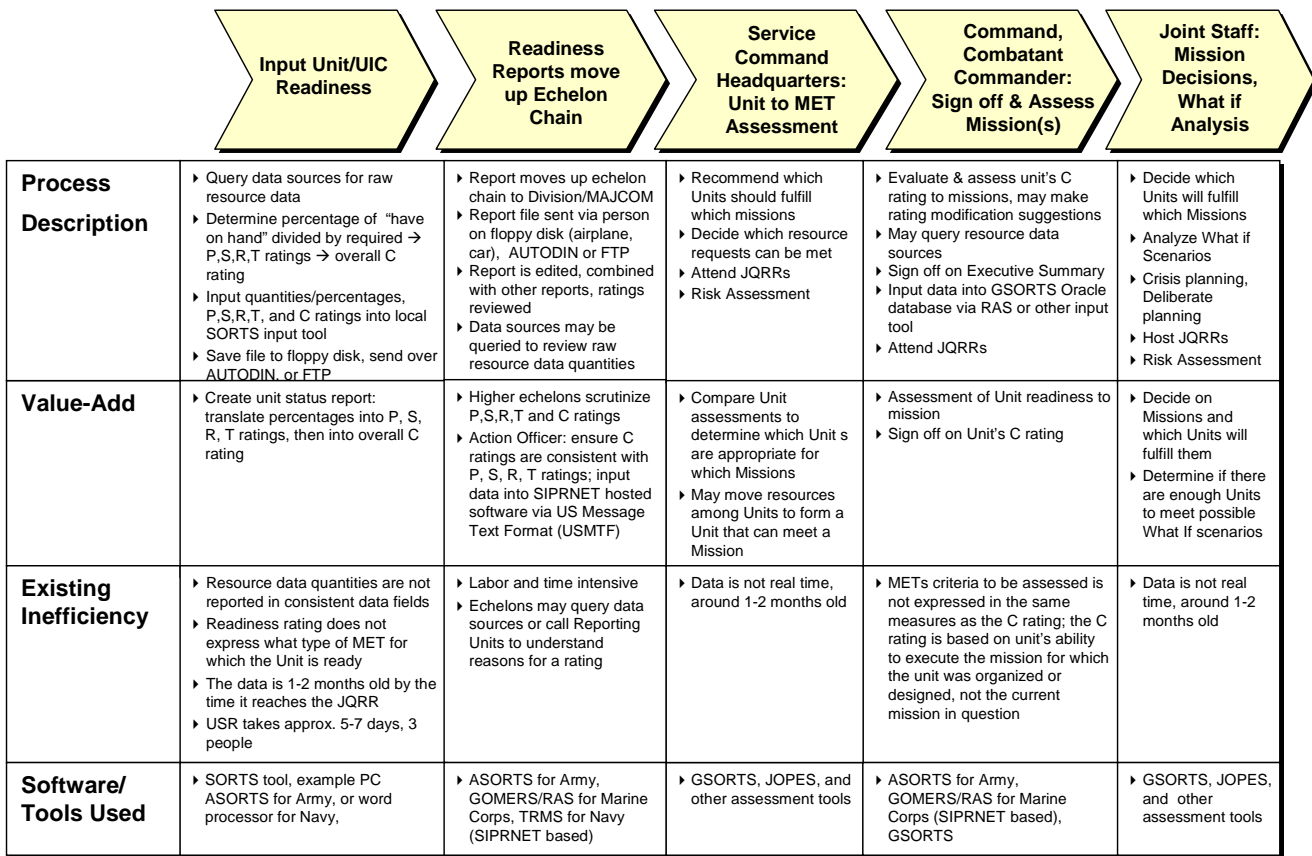 Input Unit/UIC
Readiness
Readiness
Reports move
up Echelon
Chain
Service
Command
Headquarters:
Unit to MET
Assessment
Command,
Combatant
Commander:
Sign off & Assess
Mission(s)
Joint Staff:
Mission
Decisions,
What if
Analysis
Process
Description
Query data sources for raw
resource data
Determine percentage of “have
on hand” divided by required →
P,S,R,T ratings → overall C
rating
Input quantities/percentages,
P,S,R,T, and C ratings into local
SORTS input tool
Save file to floppy disk, send over
AUTODIN, or FTP
Report moves up echelon
chain to Division/MAJCOM
Report file sent via person
on floppy disk (airplane,
car), AUTODIN or FTP
Report is edited, combined
with other reports, ratings
reviewed
Data sources may be
queried to review raw
resource data quantities
Recommend which
Units should fulfill
which missions
Decide which resource
requests can be met
Attend JQRRs
Risk Assessment
Evaluate & assess unit’s C
rating to missions, may make
rating modification suggestions
May query resource data
sources
Sign off on Executive Summary
Input data into GSORTS Oracle
database via RAS or other input
tool
Attend JQRRs
Decide which
Units will fulfill
which Missions
Analyze What if
Scenarios
Crisis planning,
Deliberate
planning
Host JQRRs
Risk Assessment
Value-Add
Create unit status report:
translate percentages into P, S,
R, T ratings, then into overall C
rating
Higher echelons scrutinize
P,S,R,T and C ratings
Action Officer: ensure C
ratings are consistent with
P, S, R, T ratings; input
data into SIPRNET hosted
software via US Message
Text Format (USMTF)
Compare Unit
assessments to
determine which Unit s
are appropriate for
which Missions
May move resources
among Units to form a
Unit that can meet a
Mission
Assessment of Unit readiness to
mission
Sign off on Unit’s C rating
Decide on
Missions and
which Units will
fulfill them
Determine if there
are enough Units
to meet possible
What If scenarios
Existing
Inefficiency
Resource data quantities are not
reported in consistent data fields
Readiness rating does not
express what type of MET for
which the Unit is ready
The data is 1-2 months old by the
time it reaches the JQRR
USR takes approx. 5-7 days, 3
people
Labor and time intensive
Echelons may query data
sources or call Reporting
Units to understand
reasons for a rating
Data is not real time,
around 1-2 months old
METs criteria to be assessed is
not expressed in the same
measures as the C rating; the C
rating is based on unit’s ability
to execute the mission for which
the unit was organized or
designed, not the current
mission in question
Data is not real
time, around 1-2
months old
Software/
Tools Used
SORTS tool, example PC
ASORTS for Army, or word
processor for Navy,
ASORTS for Army,
GOMERS/RAS for Marine
Corps, TRMS for Navy
(SIPRNET based)
GSORTS, JOPES, and
other assessment tools
ASORTS for Army,
GOMERS/RAS for Marine
Corps (SIPRNET based),
GSORTS
GSORTS, JOPES,
and other
assessment tools